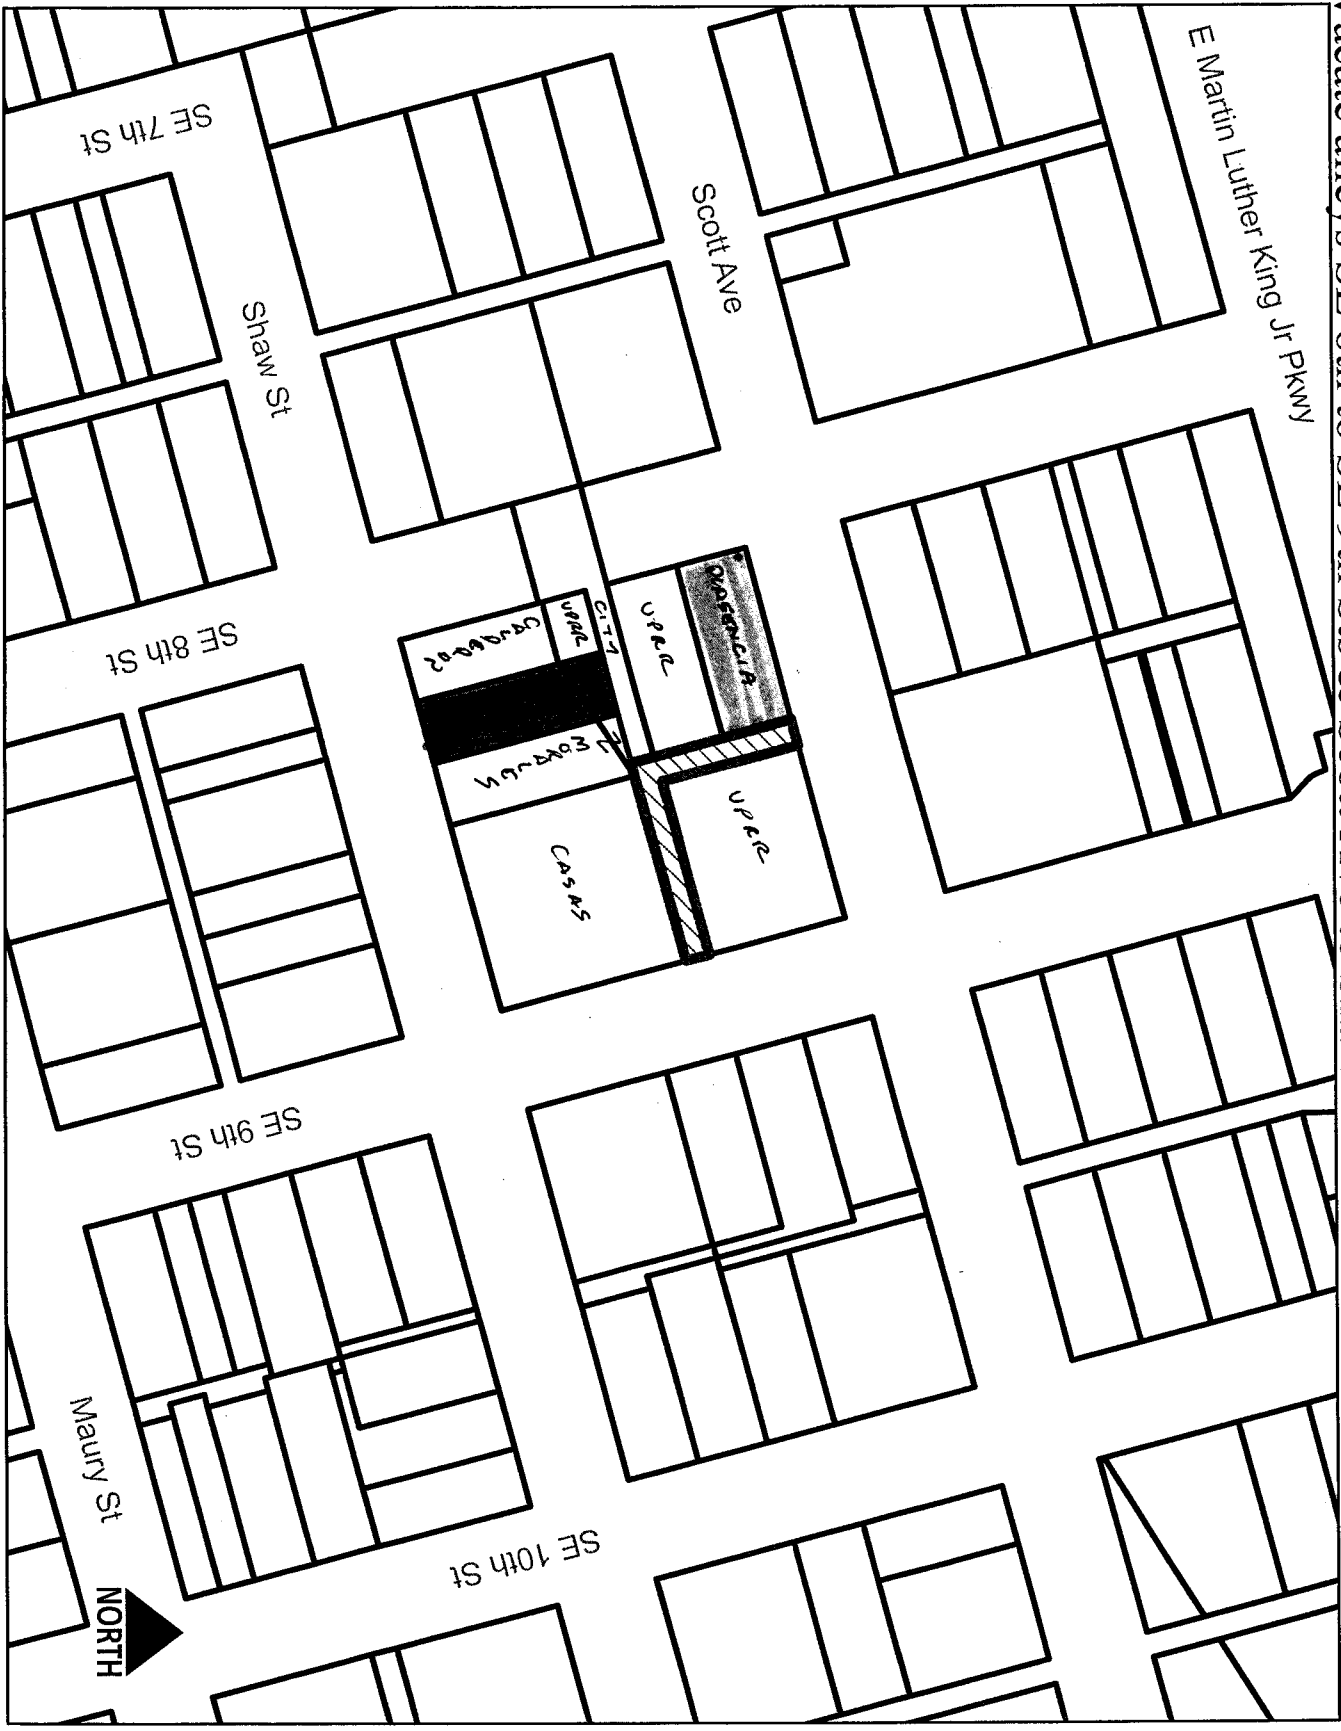 E Martin Luther King Jr Pkwy
Scott Ave
Shaw St
Maury St
SE 7th St
SE 8th St
SE 9th St
SE 10th St
PLASENCIA
UPRR
CITY
UPRR
UPRR
CASAS
NORTH